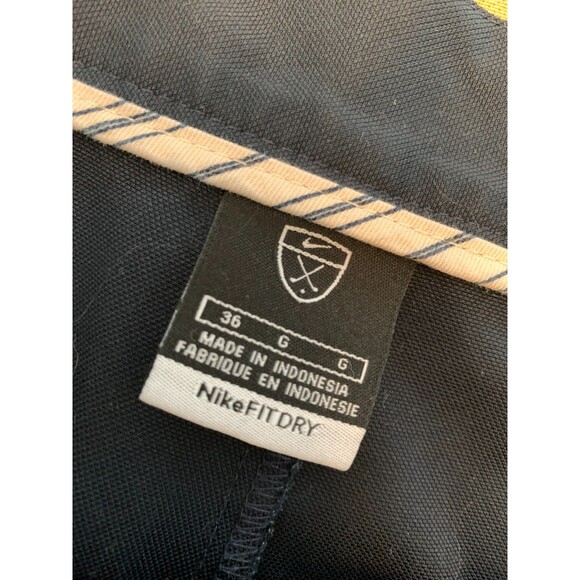 36 G G
MADE IN INDONESIA
FABRIQUE EN INDONESIE
NikeFITDRY